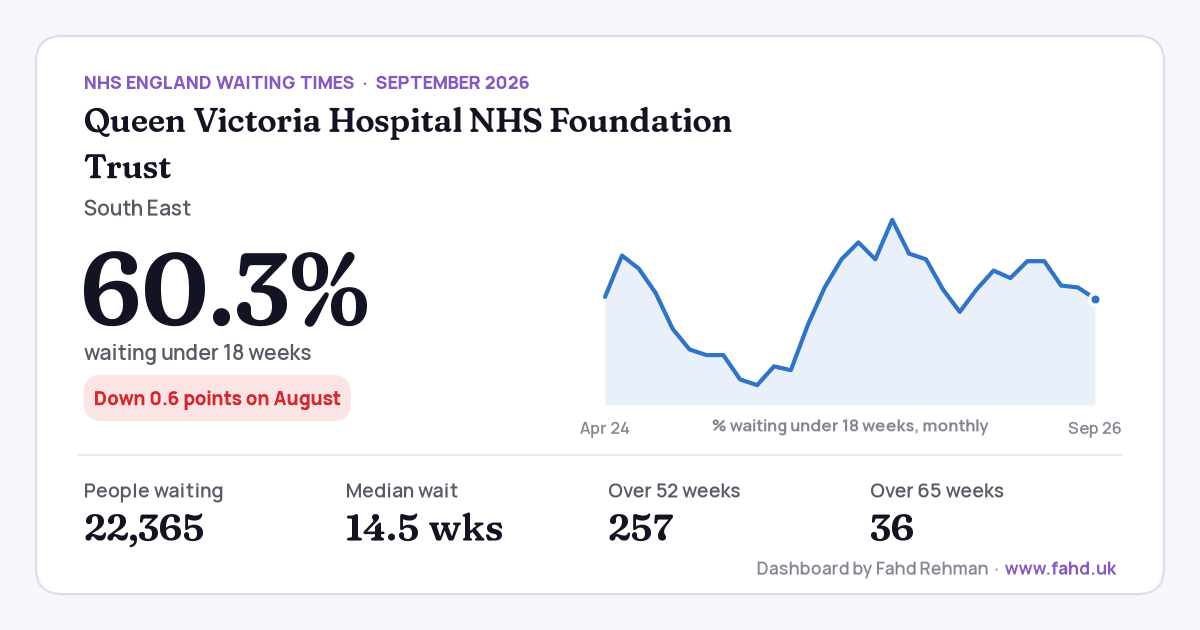 NHS ENGLAND WAITING TIMES · SEPTEMBER 2026
Queen Victoria Hospital NHS Foundation
Trust
South East
60.3%
waiting under 18 weeks
Down 0.6 points on August
Apr 24
% waiting under 18 weeks, monthly
Sep 26
People waiting
22,365
Median wait
14.5 wks
Over 52 weeks
257
Over 65 weeks
36
Dashboard by Fahd Rehman · www.fahd.uk